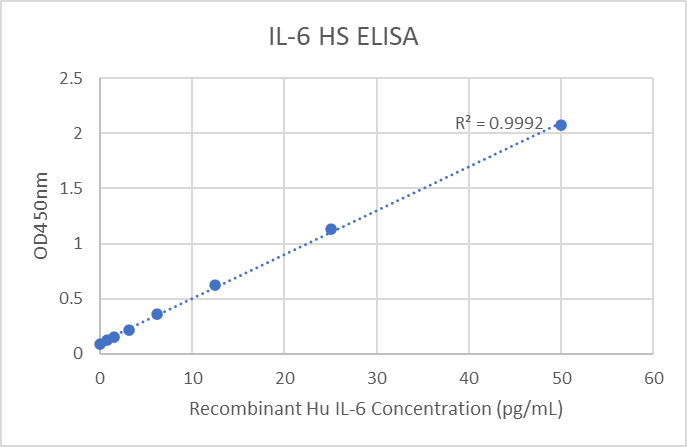 IL-6 HS ELISA
2.5
2
1.5
1
0.5
0
OD450nm
R² = 0.9992
0 10 20 30 40 50 60
Recombinant Hu IL-6 Concentration (pg/mL)